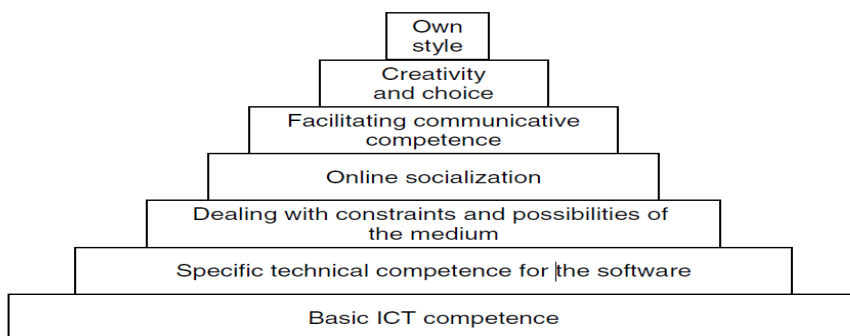 Own
style
Creativity
and choice
Facilitating communicative
competence
Online socialization
Dealing with constraints and possibilities of
the medium
Specific technical competence for the software
Basic ICT competence